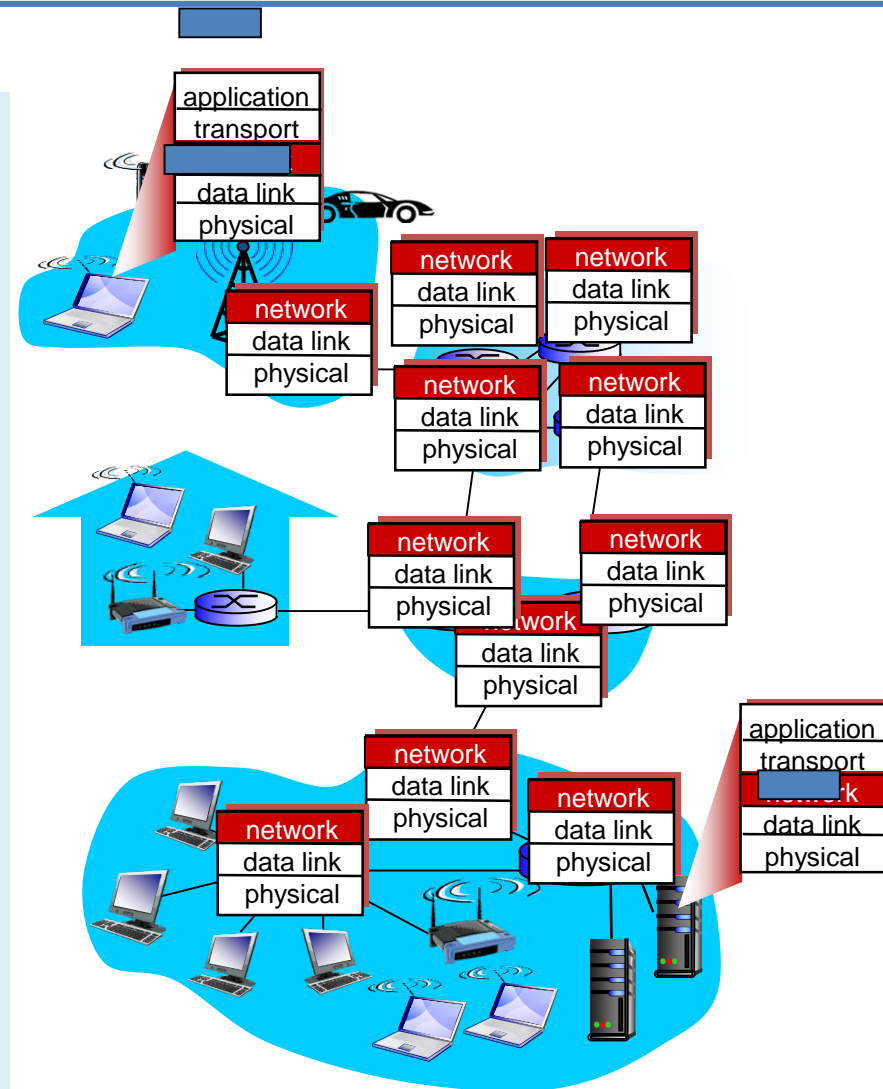 application
transport
data link
physical
network
data link
physical
network
data link
physical
network
data link
physical
network
data link
physical
network
data link
physical
network
data link
physical
network
data link
physical
network
data link
physical
application
transport
data link
physical
network
data link
physical
network
data link
physical
network
data link
physical